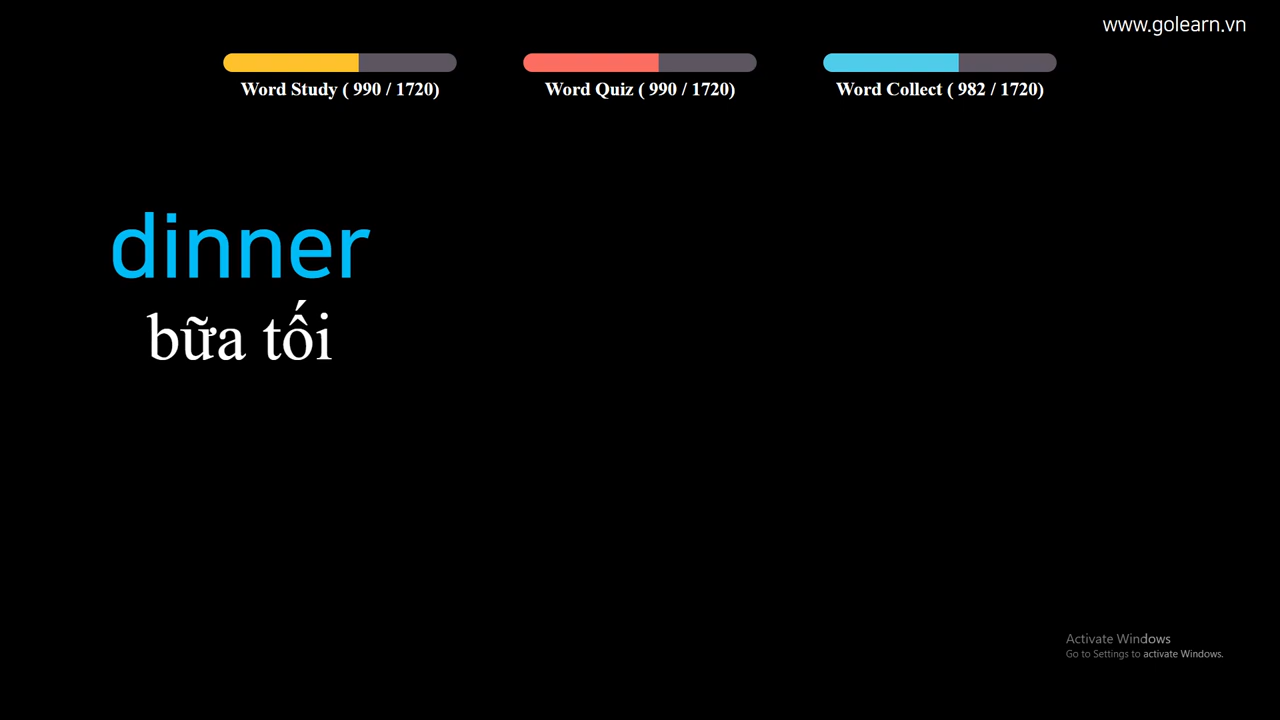 www.golearn.vn
Word Study ( 990 / 1720)
Word Quiz ( 990 / 1720)
Word Collect ( 982 / 1720)
dinner
bữa tối
Activate Windows
Go to Settings to activate Windows.